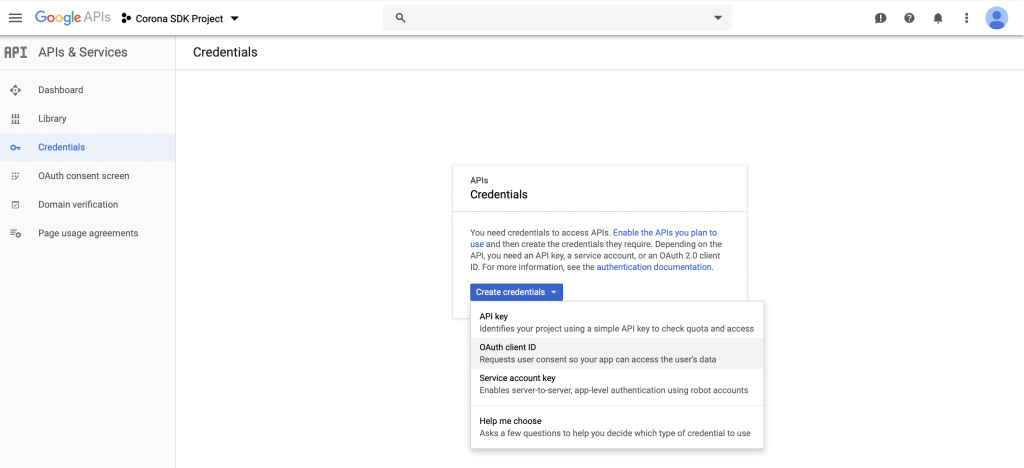 Google APIs
Corona SDK Project
API
APIs & Services
Credentials
Dashboard
Library
Credentials
OAuth consent screen
Domain verification
Page usage agreements
APIs
Credentials
You need credentials to access APIs. Enable the APIs you plan to
use and then create the credentials they require. Depending on the
API, you need an API key, a service account, or an OAuth 2.0 client
ID. For more information, see the authentication documentation.
Create credentials
API key
Identifies your project using a simple API key to check quota and access
OAuth client ID
Requests user consent so your app can access the user's data
Service account key
Enables server-to-server, app-level authentication using robot accounts
Help me choose
Asks a few questions to help you decide which type of credential to use